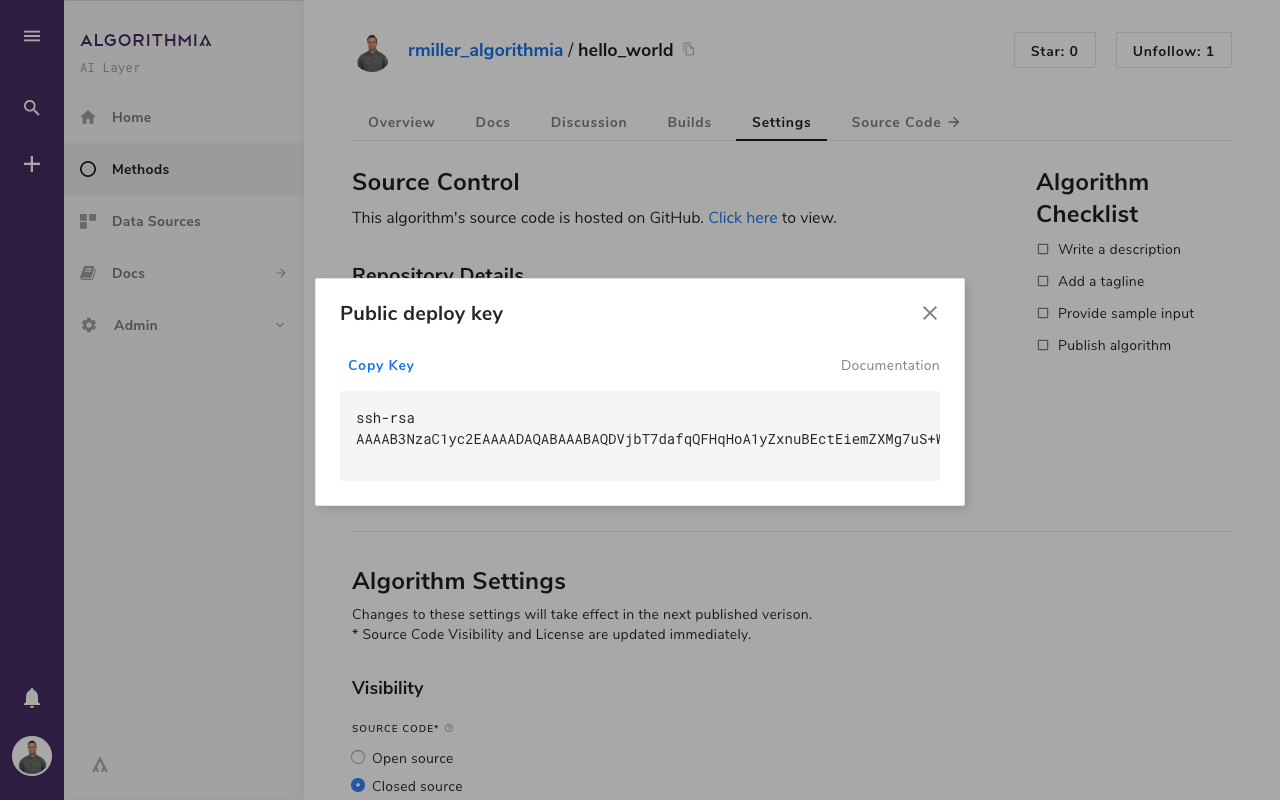 ALGORITHMIA
AI Layer
Home
Methods
Data Sources
Docs
Admin
rmiller_algorithmia / hello_world
Star: 0
Unfollow: 1
Overview
Docs
Discussion
Builds
Settings
Source Code
Source Control
This algorithm's source code is hosted on GitHub. Click here to view.
Repository Details
Algorithm
Checklist
Write a description
Add a tagline
Provide sample input
Publish algorithm
Public deploy key
Copy Key
Documentation
ssh-rsa
AAAAB3NzaC1yc2EAAAADAQABAAABAQDVjbT7dafqQFHqHoA1yZxnuBEctEiemZXMg7uS+W
Algorithm Settings
Changes to these settings will take effect in the next published verison.
* Source Code Visibility and License are updated immediately.
Visibility
SOURCE CODE*
Open source
Closed source